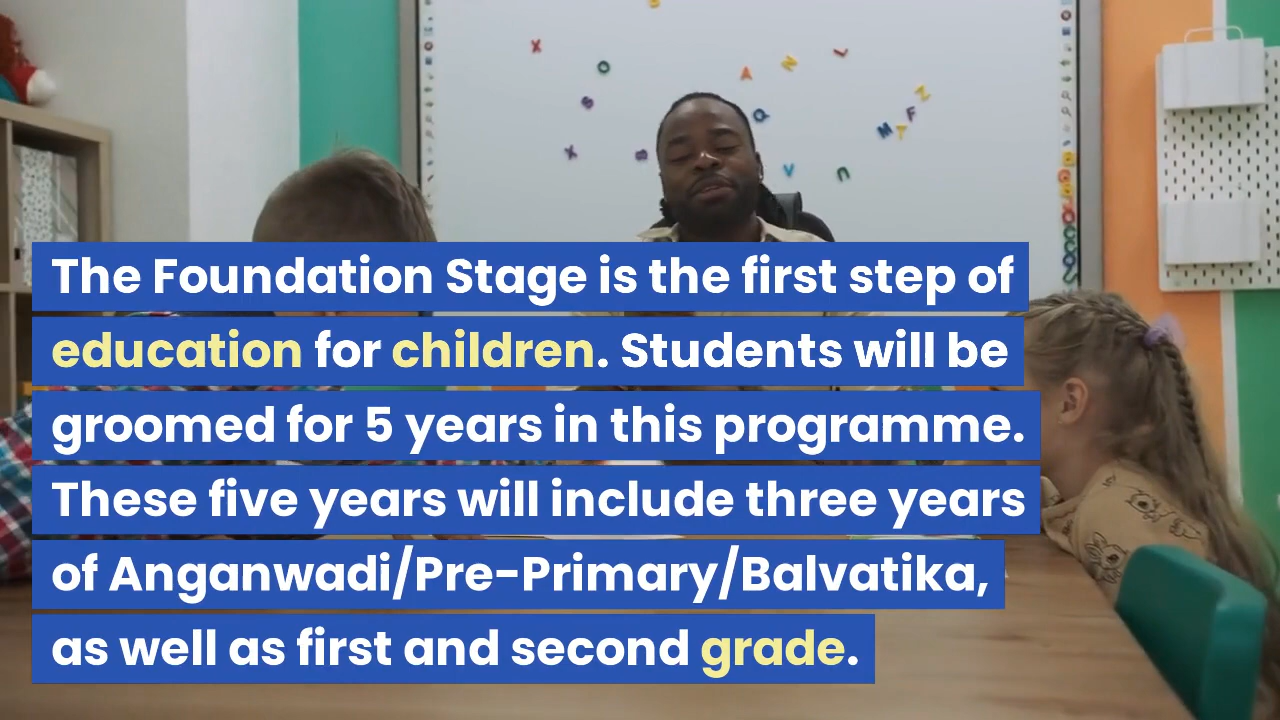 The Foundation Stage is the first step of
education for children. Students will be
groomed for 5 years in this programme.
These five years will include three years
of Anganwadi/Pre-Primary/Balvatika,
as well as first and second grade.